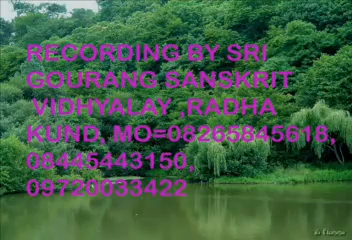 RECORDING BY SRI
GOURANG SANSKRIT
VIDHYALAY ,RADHA
KUND, MO=08265845618,
08445443150,
09720033422